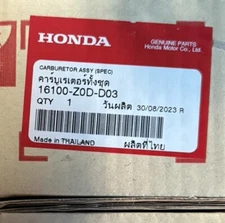 HONDA
GENUINE PARTS
Honda Motor Co., Ltd.
CARBURETOR ASSY (SPEC)
คาร์บูเรเตอร์ทั้งชุด
16100-Z0D-D03
QTY 1 วันผลิต 30/08/2023 R
Made in THAILAND ผลิตที่ไทย